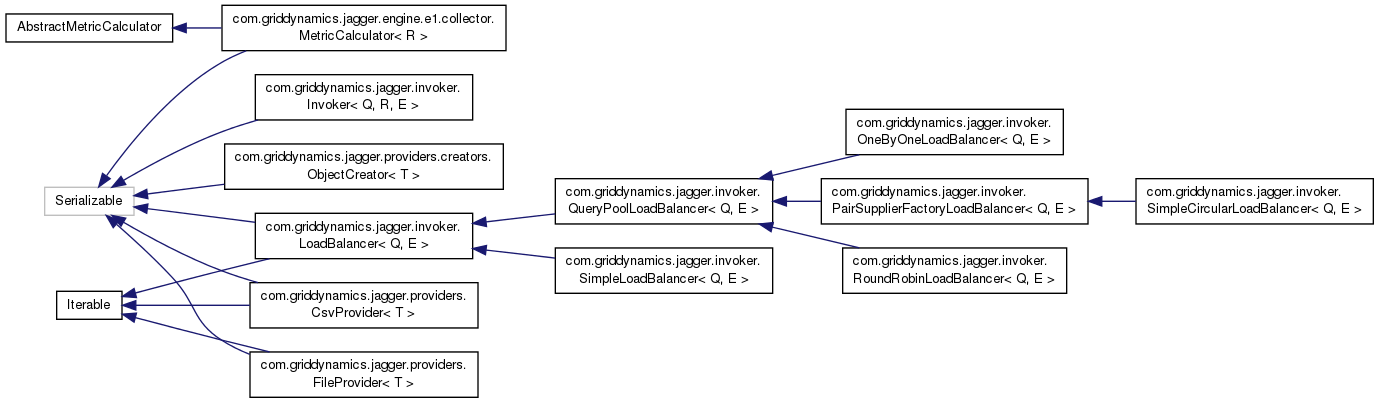 AbstractMetricCalculator
com.griddynamics.jagger.engine.e1.collector.
MetricCalculator< R >
com.griddynamics.jagger.invoker.
Invoker< Q, R, E >
com.griddynamics.jagger.providers.creators.
ObjectCreator< T >
Serializable
com.griddynamics.jagger.invoker.
LoadBalancer< Q, E >
Iterable
com.griddynamics.jagger.providers.
CsvProvider< T >
com.griddynamics.jagger.providers.
FileProvider< T >
com.griddynamics.jagger.invoker.
QueryPoolLoadBalancer< Q, E >
com.griddynamics.jagger.invoker.
SimpleLoadBalancer< Q, E >
com.griddynamics.jagger.invoker.
OneByOneLoadBalancer< Q, E >
com.griddynamics.jagger.invoker.
PairSupplierFactoryLoadBalancer< Q, E >
com.griddynamics.jagger.invoker.
RoundRobinLoadBalancer< Q, E >
com.griddynamics.jagger.invoker.
SimpleCircularLoadBalancer< Q, E >